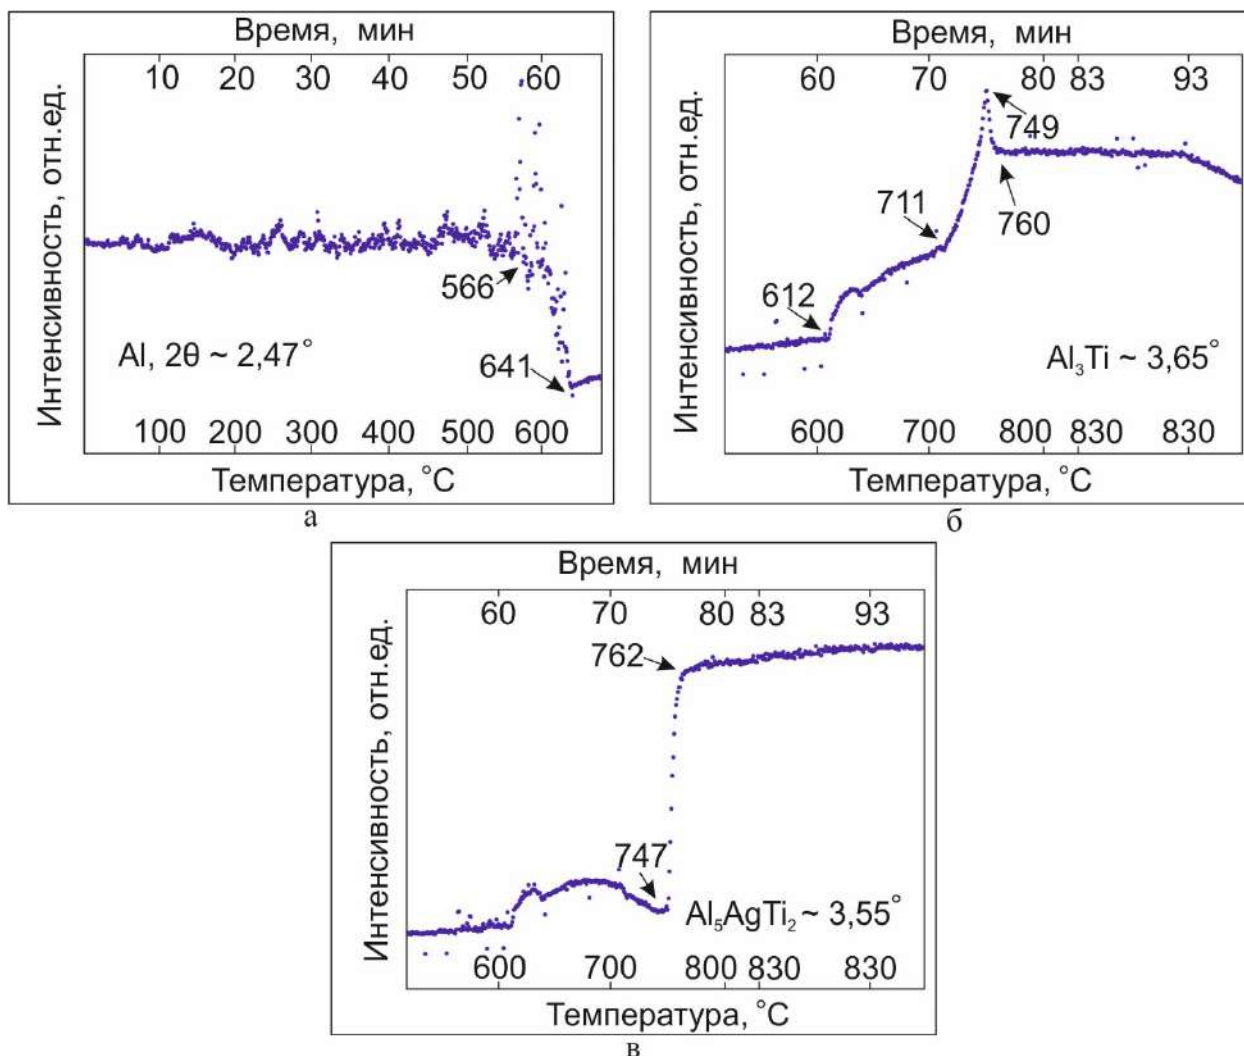 Время, мин
10 20 30 40 50 60
Интенсивность, отн.ед.
566
Al, 2θ ~ 2,47°
641
100 200 300 400 500 600
Температура, °C
а
Время, мин
60 70 80 83 93
Интенсивность, отн.ед.
749
711
760
612
Al₃Ti ~ 3,65°
600 700 800 830 830
Температура, °C
б
Время, мин
60 70 80 83 93
Интенсивность, отн.ед.
762
747
Al₅AgTi₂ ~ 3,55°
600 700 800 830 830
Температура, °C
в